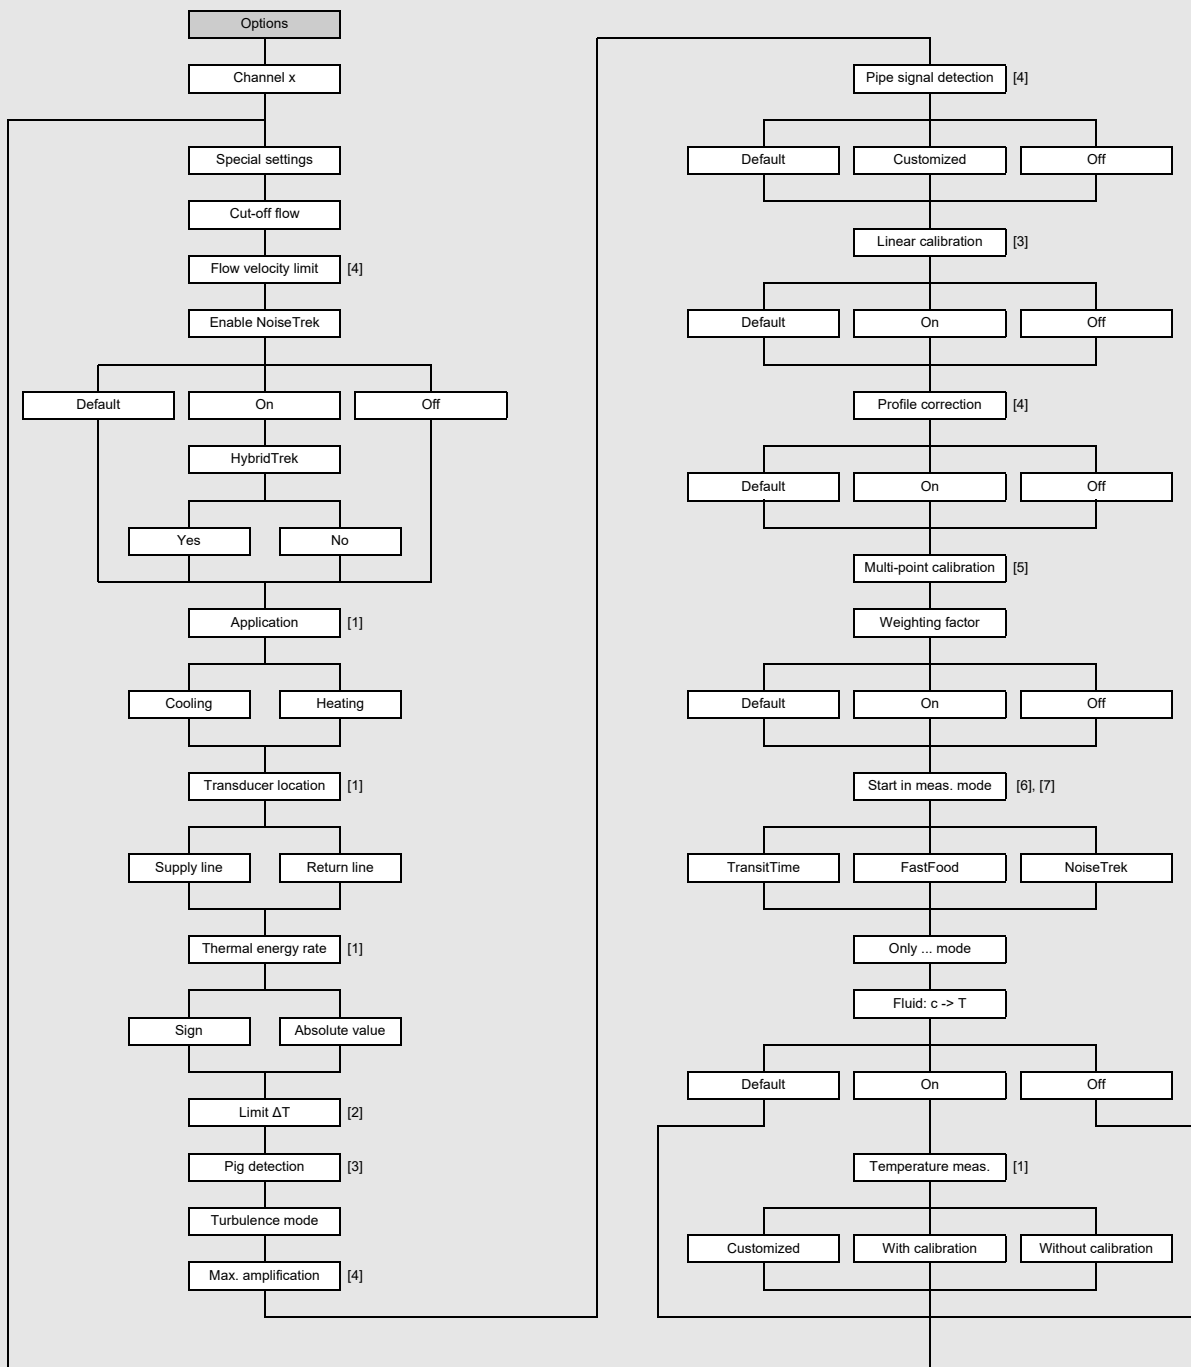 Options
Channel x
Special settings
Cut-off flow
Flow velocity limit [4]
Enable NoiseTrek
Default On Off
HybridTrek
Yes No
Application [1]
Cooling Heating
Transducer location [1]
Supply line Return line
Thermal energy rate [1]
Sign Absolute value
Limit ΔT [2]
Pig detection [3]
Turbulence mode
Max. amplification [4]
Pipe signal detection [4]
Default Customized Off
Linear calibration [3]
Default On Off
Profile correction [4]
Default On Off
Multi-point calibration [5]
Weighting factor
Default On Off
Start in meas. mode [6], [7]
TransitTime FastFood NoiseTrek
Only ... mode
Fluid: c -> T
Default On Off
Temperature meas. [1]
Customized With calibration Without calibration